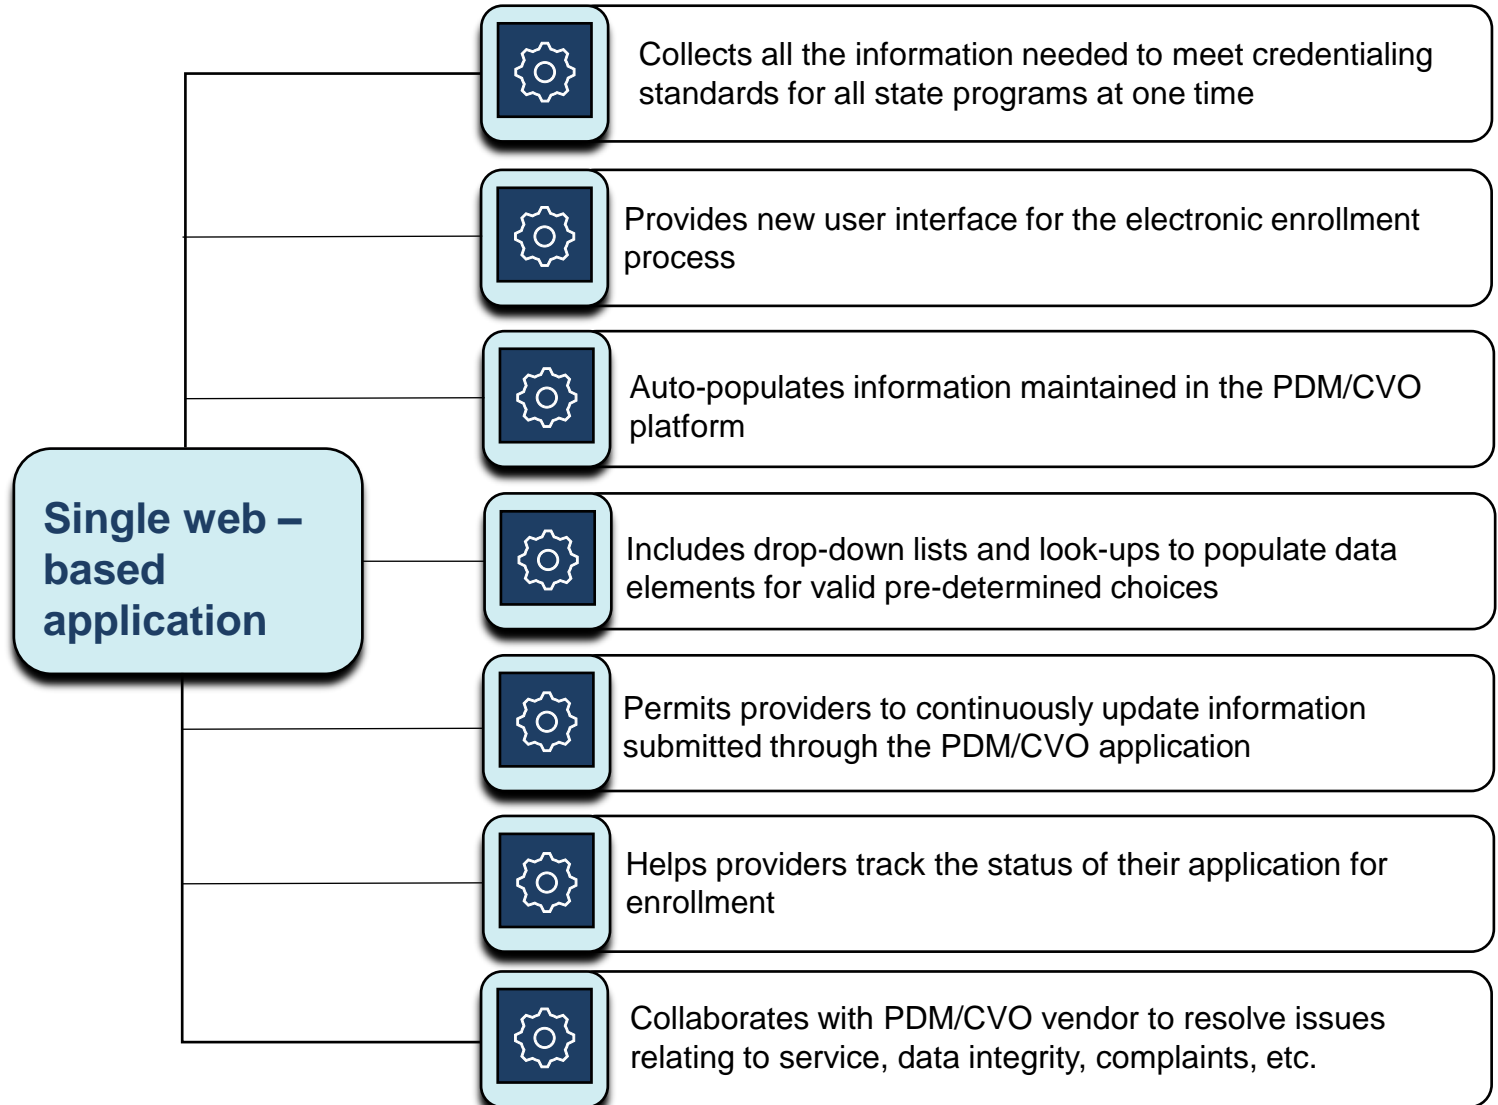 Collects all the information needed to meet credentialing
standards for all state programs at one time
Provides new user interface for the electronic enrollment
process
Auto-populates information maintained in the PDM/CVO
platform
Single web –
based
application
Includes drop-down lists and look-ups to populate data
elements for valid pre-determined choices
Permits providers to continuously update information
submitted through the PDM/CVO application
Helps providers track the status of their application for
enrollment
Collaborates with PDM/CVO vendor to resolve issues
relating to service, data integrity, complaints, etc.